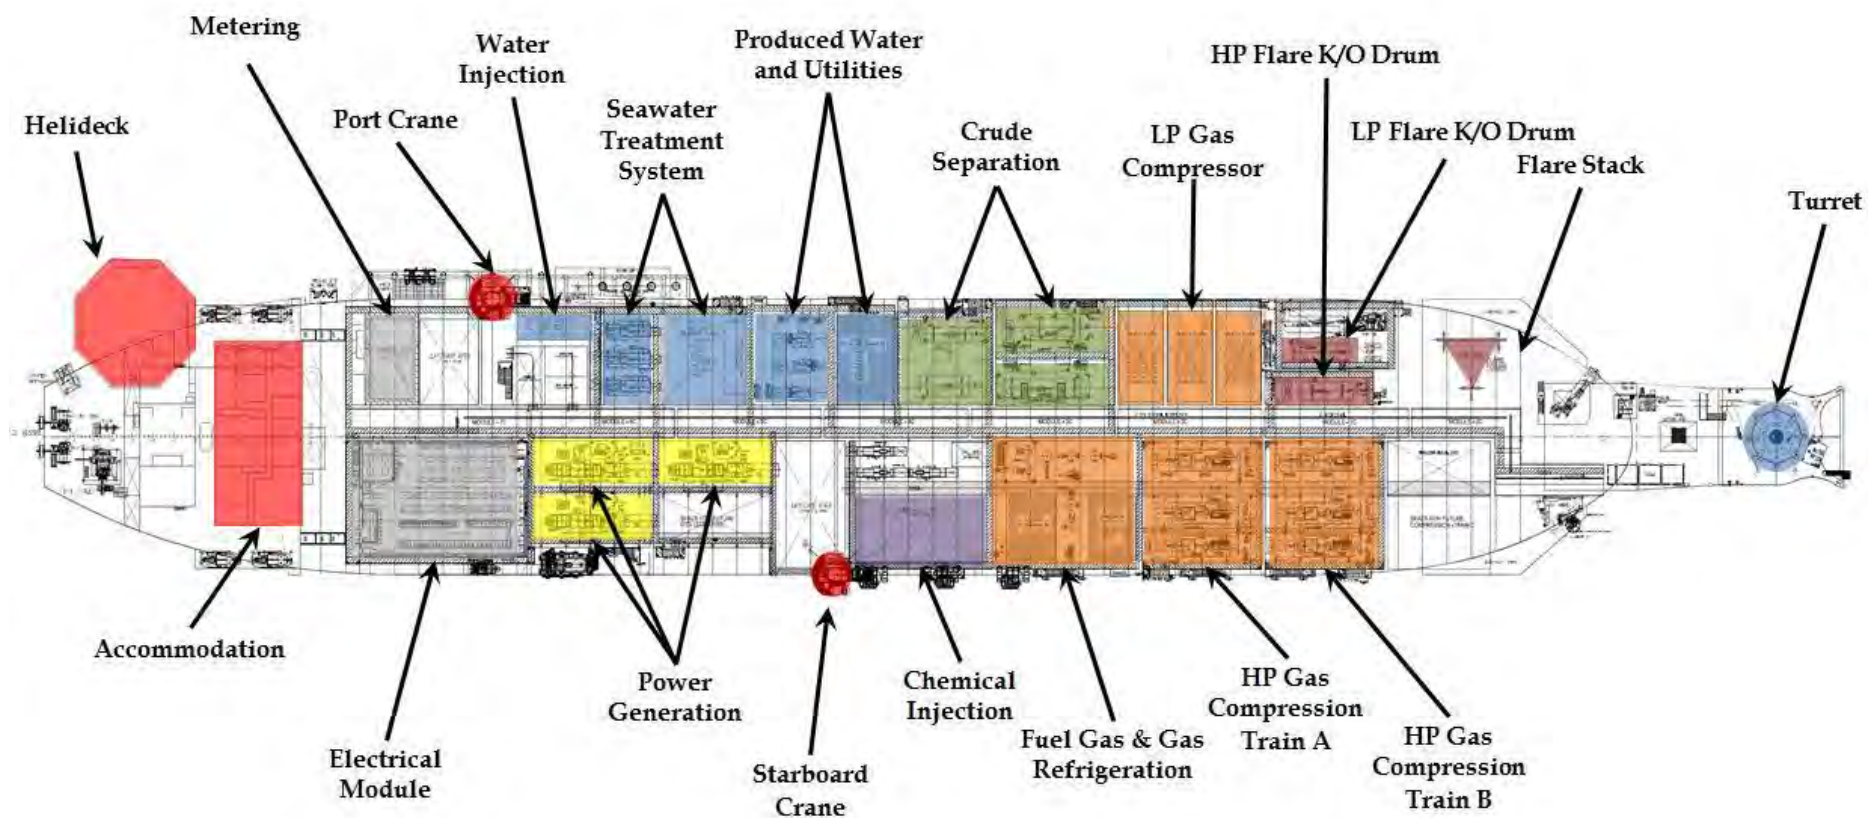 Metering
Water
Injection
Produced Water
and Utilities
HP Flare K/O Drum
Helideck
Port Crane
Seawater
Treatment
System
Crude
Separation
LP Gas
Compressor
LP Flare K/O Drum
Flare Stack
Turret
Accommodation
Power
Generation
Chemical
Injection
HP Gas
Compression
Train A
Fuel Gas & Gas
Refrigeration
HP Gas
Compression
Train B
Electrical
Module
Starboard
Crane